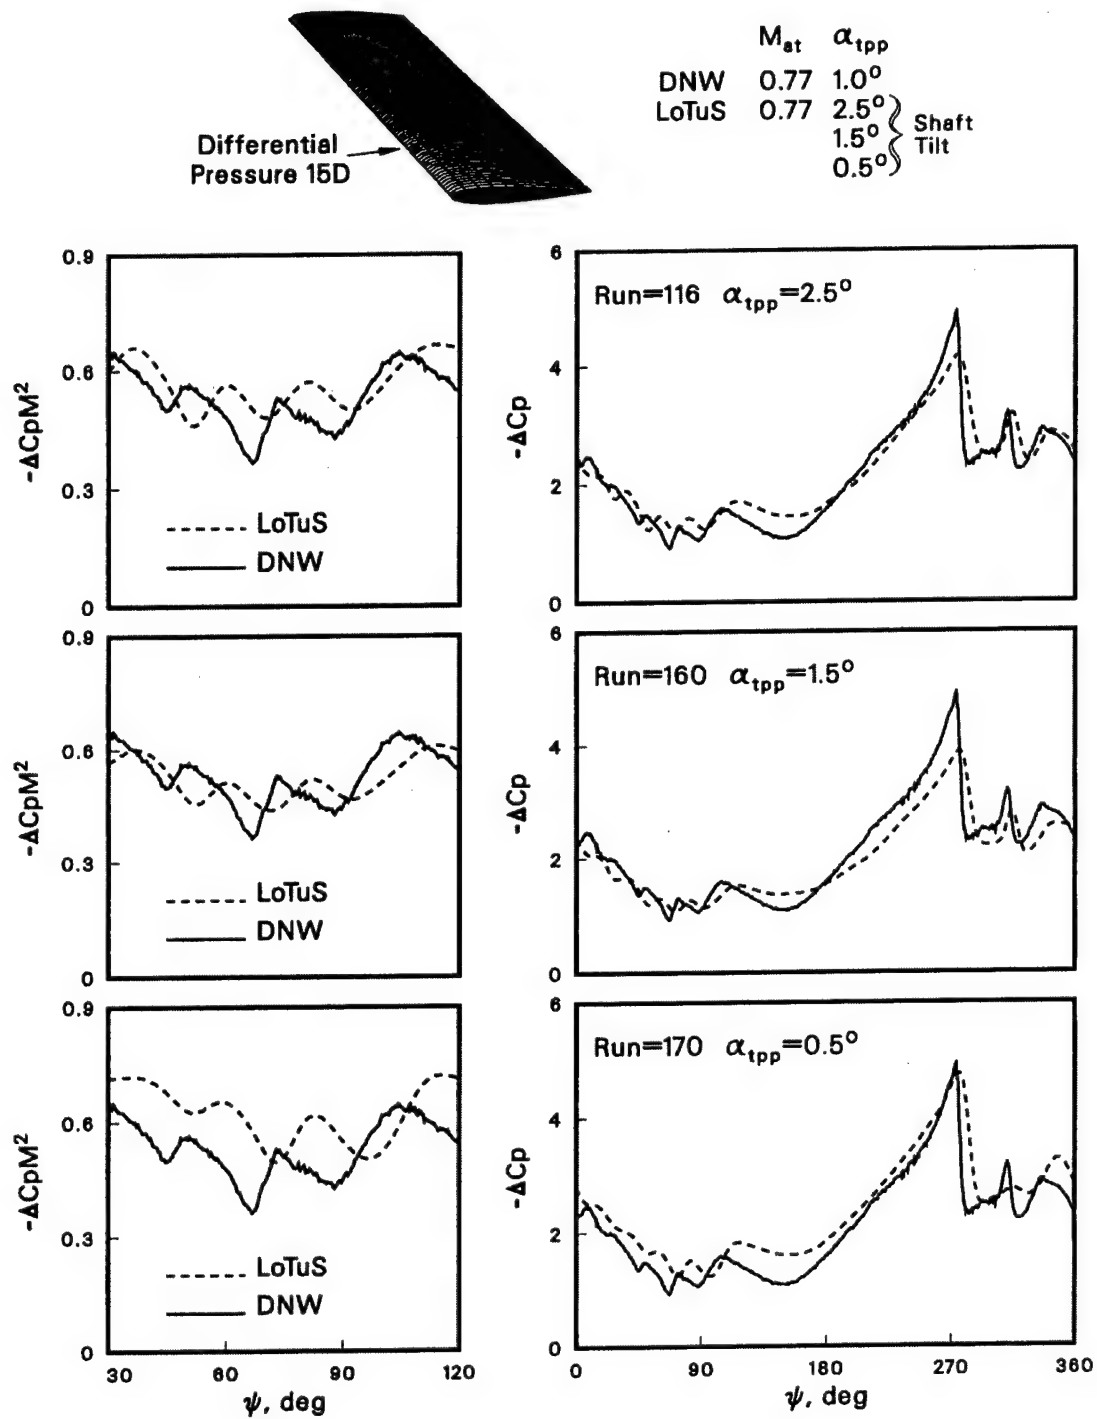 M_at α_tpp
DNW 0.77 1.0°
LoTuS 0.77 2.5°
1.5°
0.5°
Shaft
Tilt
Differential
Pressure 15D
0.9
0.6
0.3
0
-ΔCpM²
LoTuS
DNW
6
4
2
0
-ΔCp
Run=116 α_tpp=2.5°
0.9
0.6
0.3
0
-ΔCpM²
LoTuS
DNW
6
4
2
0
-ΔCp
Run=160 α_tpp=1.5°
0.9
0.6
0.3
0
-ΔCpM²
LoTuS
DNW
30 60 90 120
ψ, deg
6
4
2
0
-ΔCp
Run=170 α_tpp=0.5°
0 90 180 270 360
ψ, deg